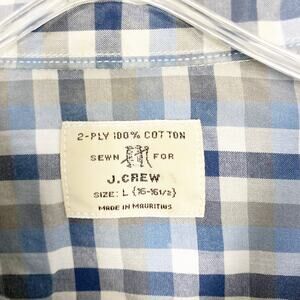 2-PLY 100% COTTON
SEWN FOR
J.CREW
SIZE: L {16-16½}
MADE IN MAURITIUS